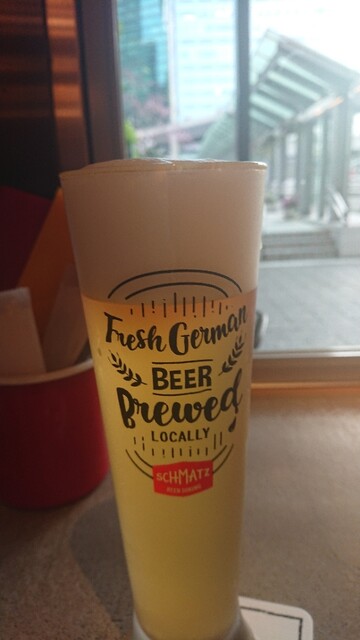 Fresh German
BEER
Brewed
LOCALLY
SCHMATZ
BEER DINING